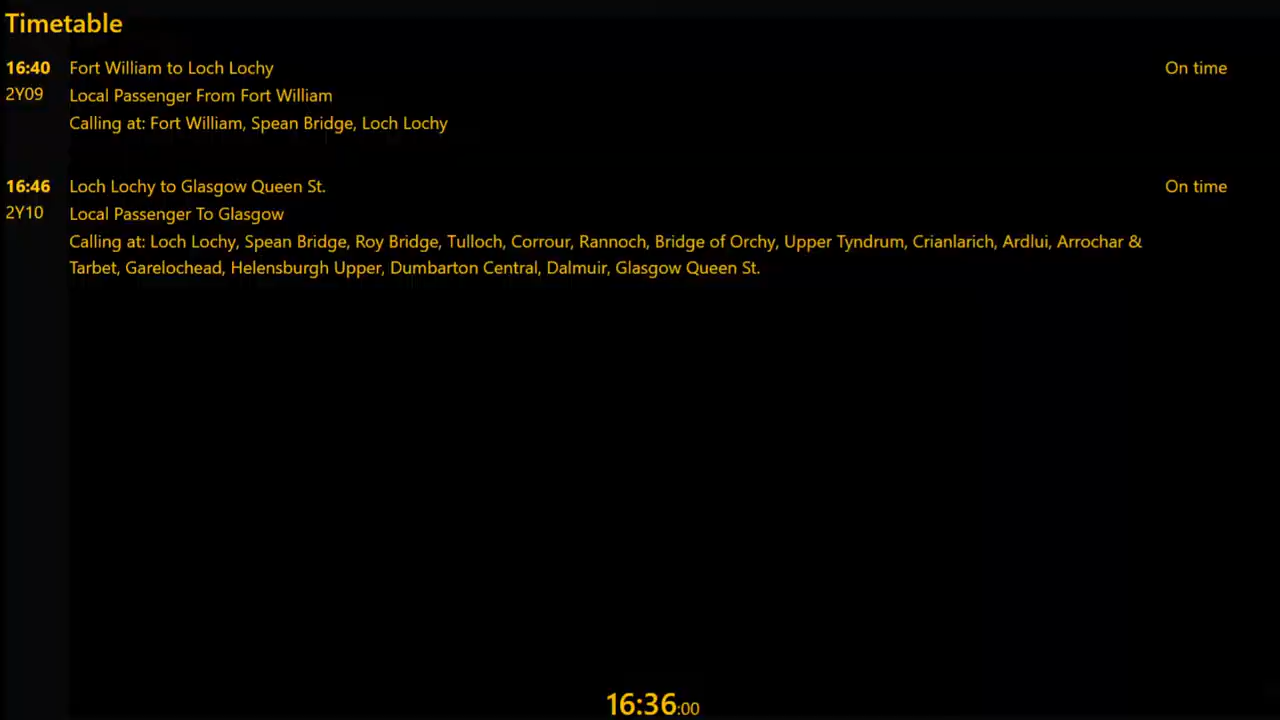 Timetable
16:40 Fort William to Loch Lochy On time
2Y09 Local Passenger From Fort William
Calling at: Fort William, Spean Bridge, Loch Lochy
16:46 Loch Lochy to Glasgow Queen St. On time
2Y10 Local Passenger To Glasgow
Calling at: Loch Lochy, Spean Bridge, Roy Bridge, Tulloch, Corrour, Rannoch, Bridge of Orchy, Upper Tyndrum, Crianlarich, Ardlui, Arrochar &
Tarbet, Garelochead, Helensburgh Upper, Dumbarton Central, Dalmuir, Glasgow Queen St.
16:36:00